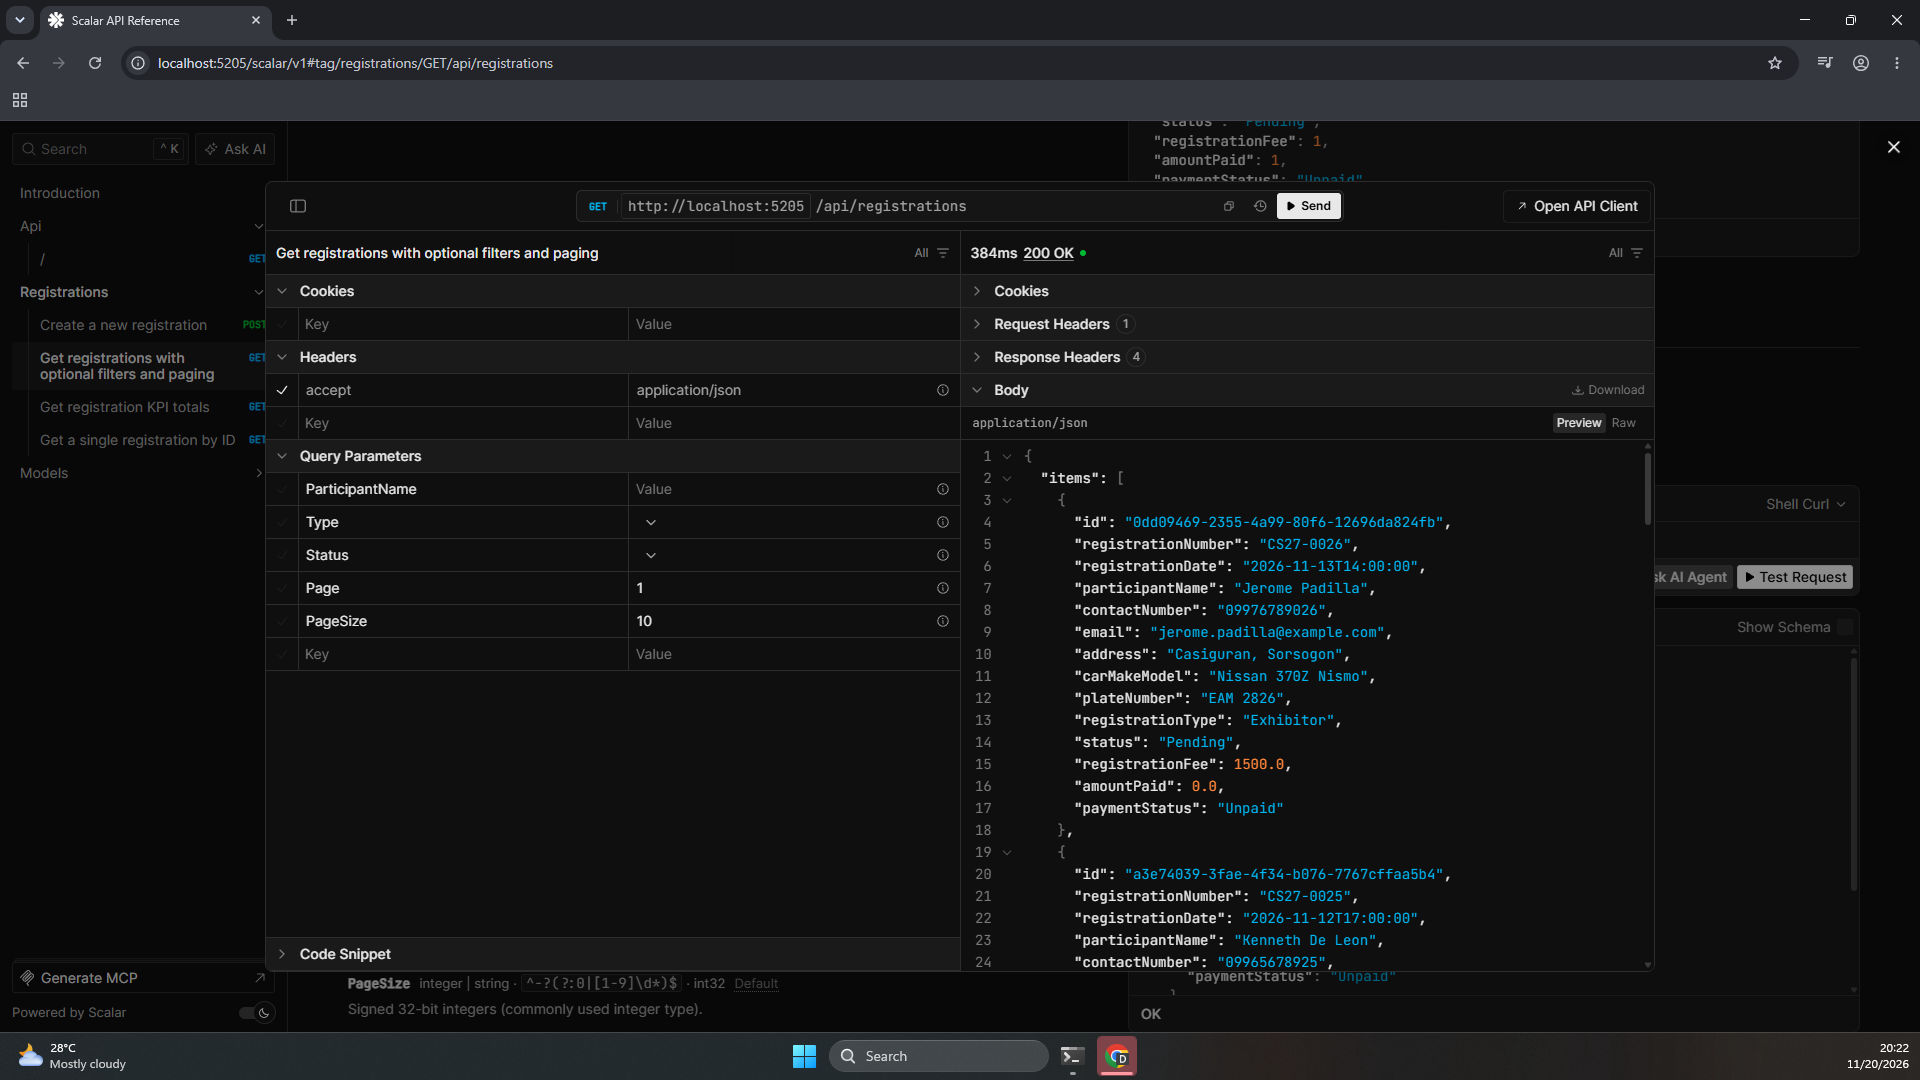 Scalar API Reference
localhost:5205/scalar/v1#tag/registrations/GET/api/registrations
Search
^ K
Ask AI
Introduction
Api
/
GET
Registrations
Create a new registration
POST
Get registrations with
optional filters and paging
GET
Get registration KPI totals
GET
Get a single registration by ID
GET
Models
Generate MCP
Powered by Scalar
"status": "Pending",
"registrationFee": 1,
"amountPaid": 1,
"paymentStatus": "Unpaid"
GET
http://localhost:5205
/api/registrations
Send
Open API Client
Get registrations with optional filters and paging
All
Cookies
Key
Value
Headers
accept
application/json
Key
Value
Query Parameters
ParticipantName
Value
Type
Status
Page
1
PageSize
10
Key
Value
Code Snippet
384ms 200 OK
All
Cookies
Request Headers 1
Response Headers 4
Body
Download
application/json
Preview
Raw
1 {
2 "items": [
3 {
4 "id": "0dd09469-2355-4a99-80f6-12696da824fb",
5 "registrationNumber": "CS27-0026",
6 "registrationDate": "2026-11-13T14:00:00",
7 "participantName": "Jerome Padilla",
8 "contactNumber": "09976789026",
9 "email": "jerome.padilla@example.com",
10 "address": "Casiguran, Sorsogon",
11 "carMakeModel": "Nissan 370Z Nismo",
12 "plateNumber": "EAM 2826",
13 "registrationType": "Exhibitor",
14 "status": "Pending",
15 "registrationFee": 1500.0,
16 "amountPaid": 0.0,
17 "paymentStatus": "Unpaid"
18 },
19 {
20 "id": "a3e74039-3fae-4f34-b076-7767cffaa5b4",
21 "registrationNumber": "CS27-0025",
22 "registrationDate": "2026-11-12T17:00:00",
23 "participantName": "Kenneth De Leon",
24 "contactNumber": "09965678925",
Shell Curl
sk AI Agent
Test Request
Show Schema
PageSize integer | string · ^-?(?:0|[1-9]\d*)$ · int32 Default
Signed 32-bit integers (commonly used integer type).
"paymentStatus": "Unpaid"
}
OK
28°C
Mostly cloudy
Search
D
20:22
11/20/2026